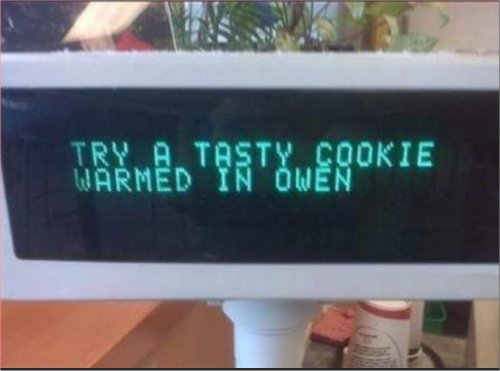 TRY A TASTY COOKIE
WARMED IN OWEN